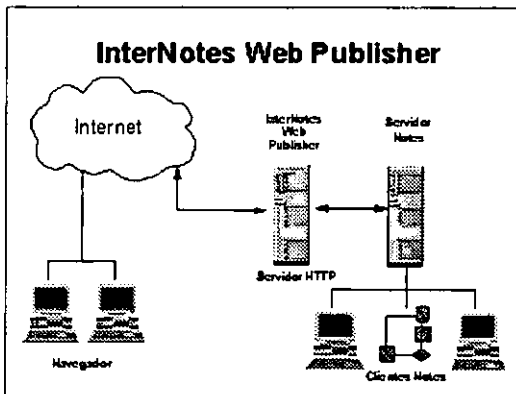 InterNotes Web Publisher
Internet
InterNotes
Web
Publisher
Servidor
Notes
Servidor HTTP
Navegador
Clientes Notes